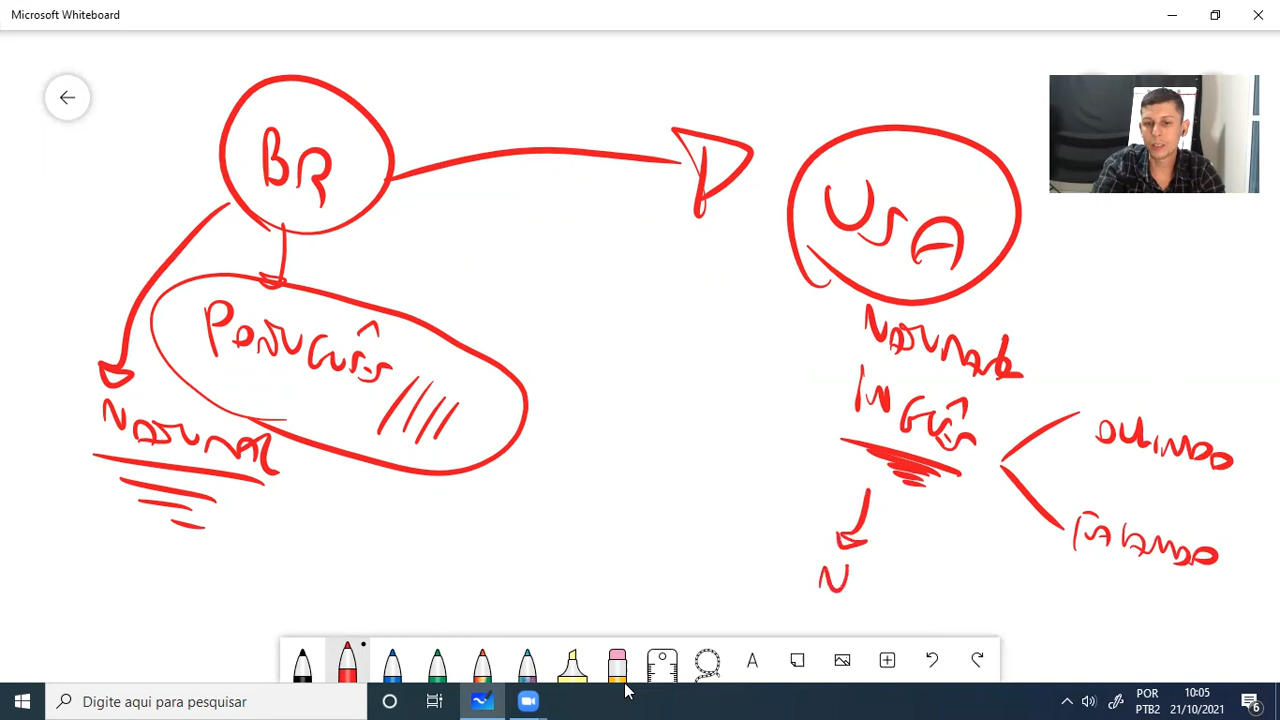 Microsoft Whiteboard
BR
USA
PORTUGUÊS
NATURAL
NATURAL
INGLÊS
OUVINDO
FALANDO
N
A
Digite aqui para pesquisar
POR
PTB2
10:05
21/10/2021
6